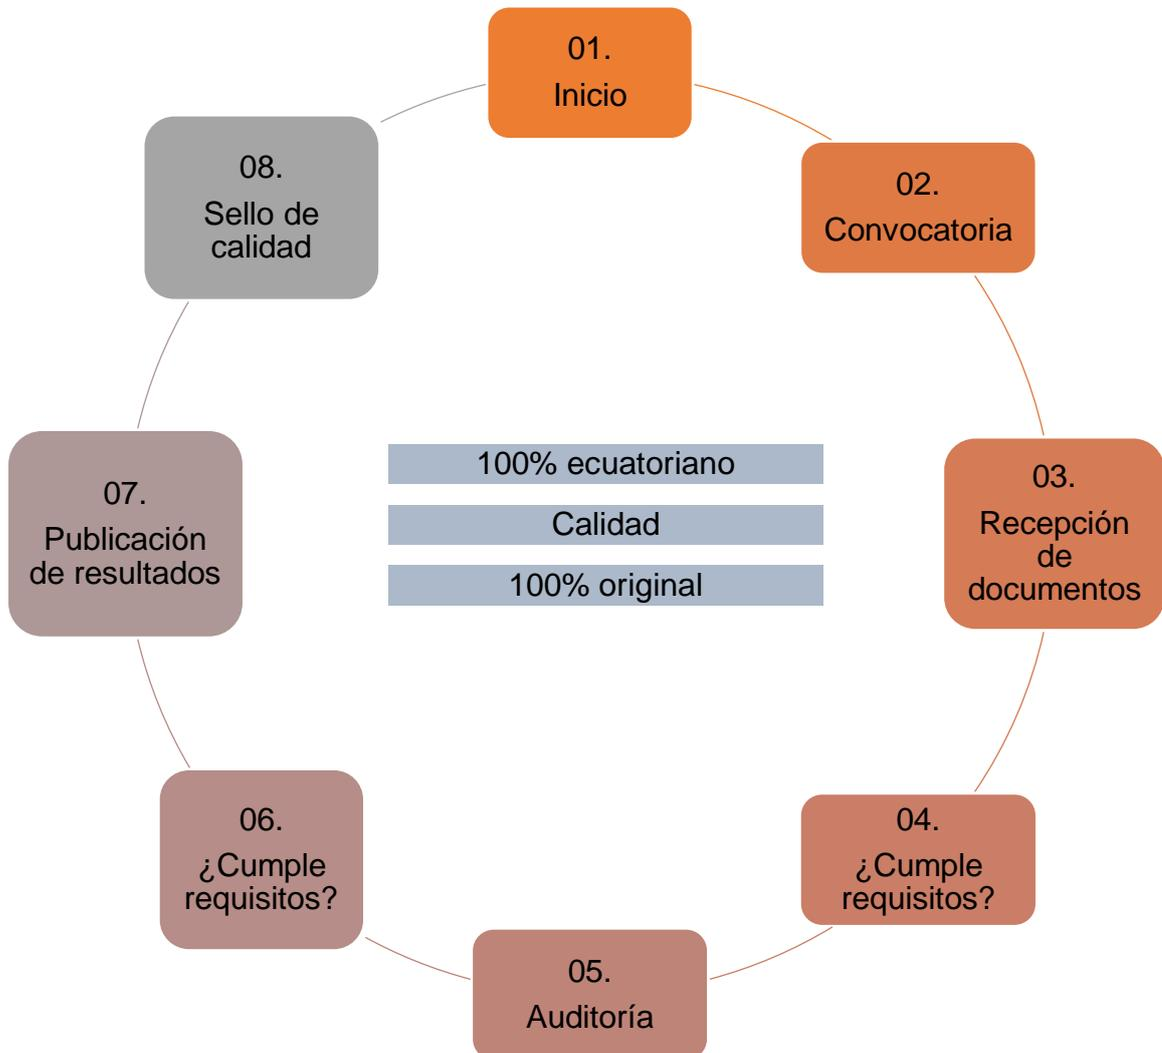 01.
Inicio
02.
Convocatoria
03.
Recepción
de
documentos
04.
¿Cumple
requisitos?
05.
Auditoría
06.
¿Cumple
requisitos?
07.
Publicación
de resultados
08.
Sello de
calidad
100% ecuatoriano
Calidad
100% original